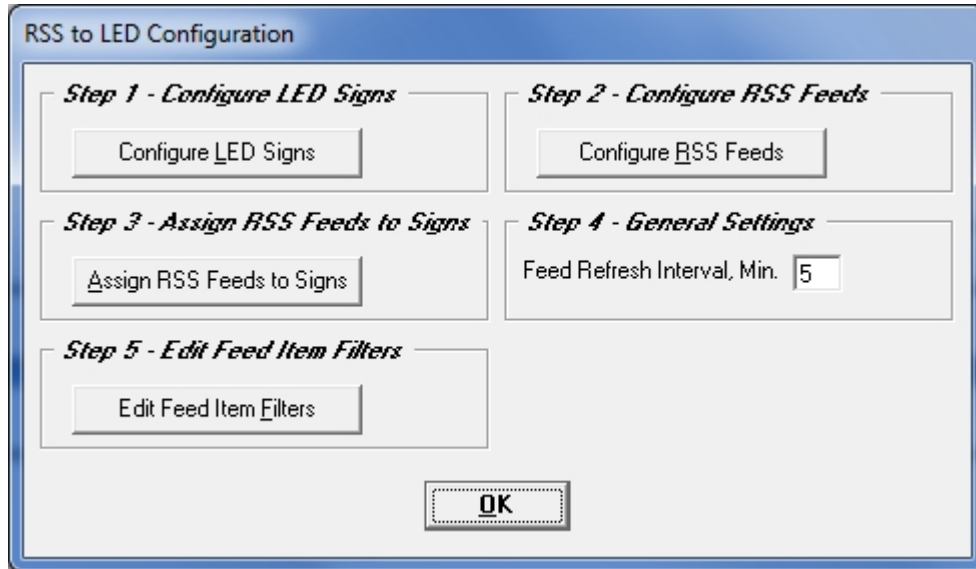 RSS to LED Configuration
Step 1 - Configure LED Signs
Configure LED Signs
Step 2 - Configure RSS Feeds
Configure RSS Feeds
Step 3 - Assign RSS Feeds to Signs
Assign RSS Feeds to Signs
Step 4 - General Settings
Feed Refresh Interval, Min. 5
Step 5 - Edit Feed Item Filters
Edit Feed Item Filters
OK